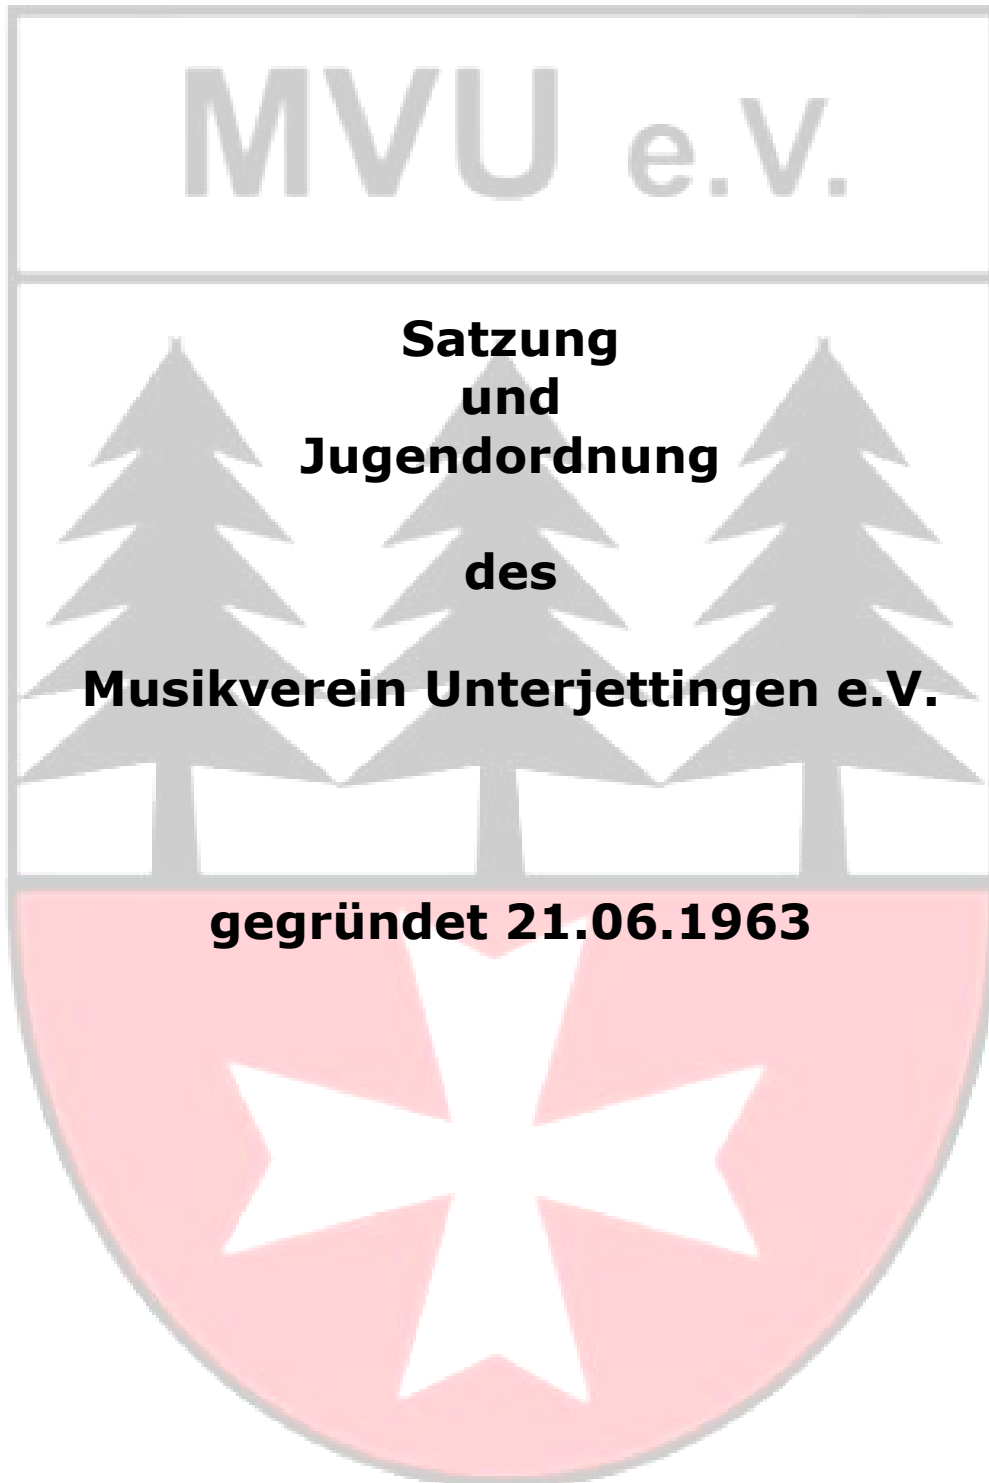 MVU e.V.
Satzung
und
Jugendordnung
des
Musikverein Unterjettingen e.V.
gegründet 21.06.1963